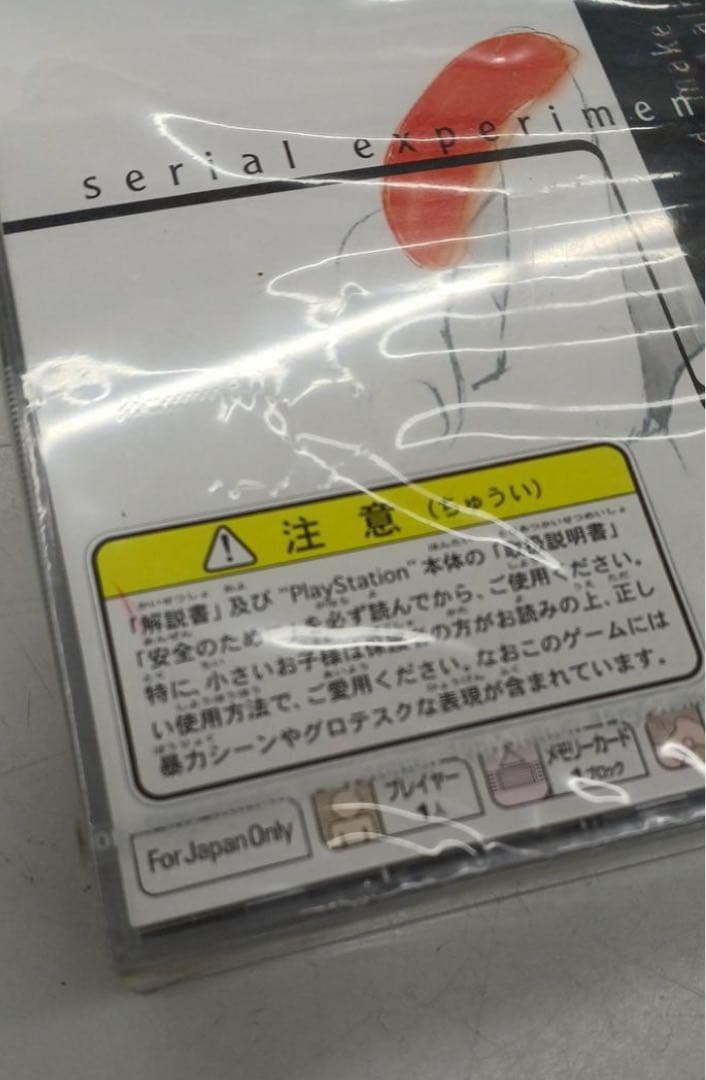 make
serial experimen
注意(ちゅうい)
「解説書」及び"PlayStation"本体の「取扱説明書」
「安全のため を必ず読んでから、ご使用ください。
特に、小さいお子様は保護者の方がお読みの上、正し
い使用方法で、ご愛用ください。なおこのゲームには
暴力シーンやグロテスクな表現が含まれています。
For Japan Only
プレイヤー
1人
メモリーカード
1ブロック